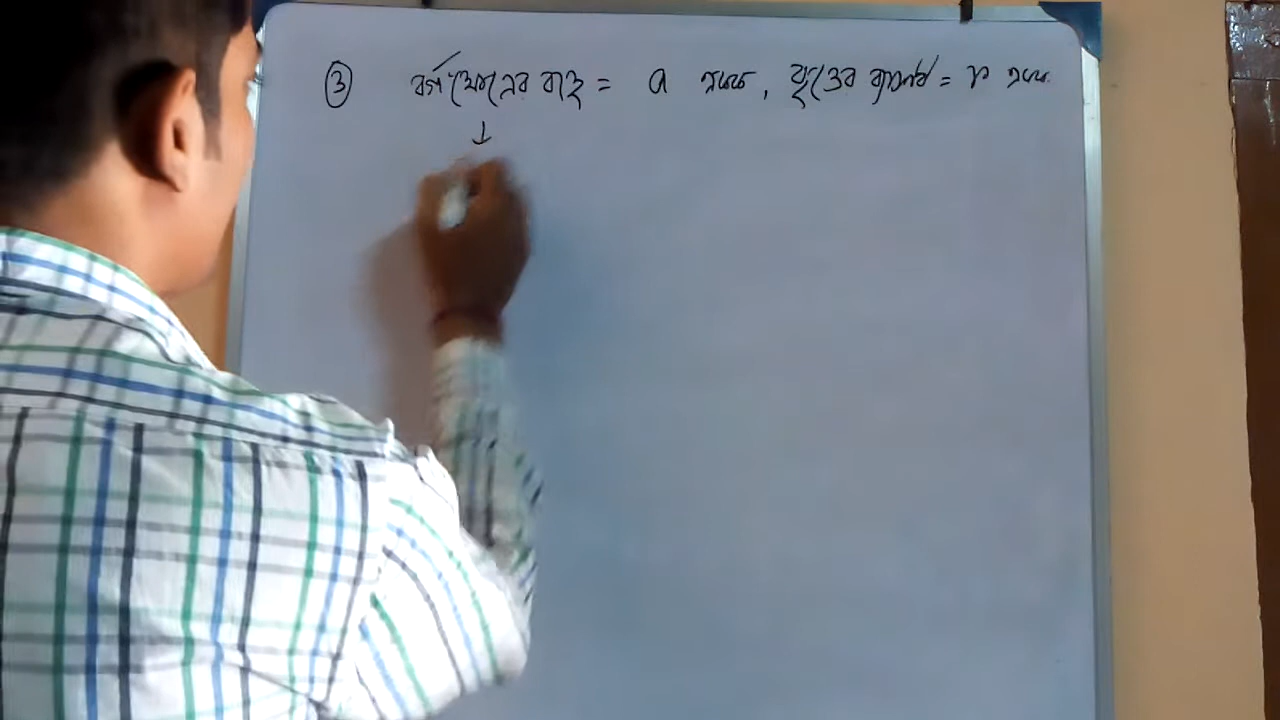 ③ বর্গক্ষেত্রের বাহু = a একক, বৃত্তের ব্যাসার্ধ = r একক
↓